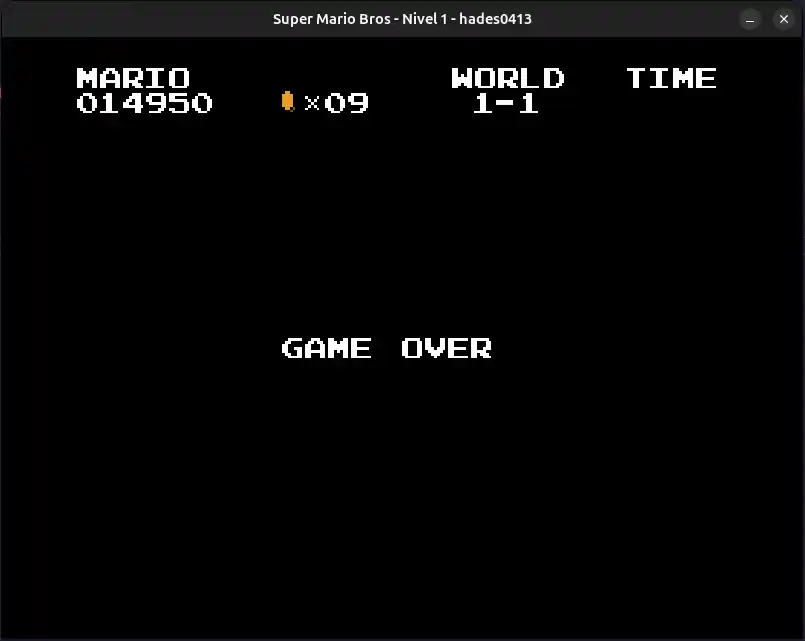 Super Mario Bros - Nivel 1 - hades0413
MARIO WORLD TIME
014950 ×09 1-1
GAME OVER